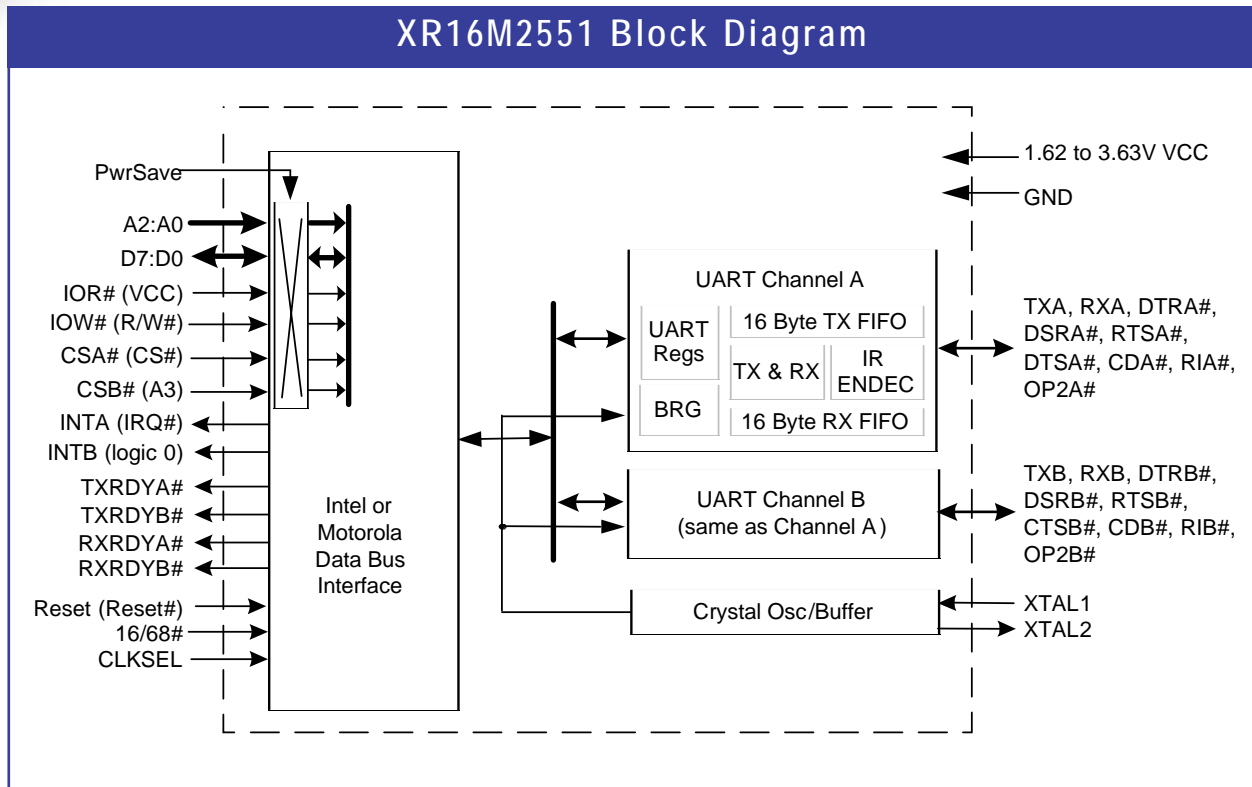 XR16M2551 Block Diagram
PwrSave
A2:A0
D7:D0
IOR# (VCC)
IOW# (R/W#)
CSA# (CS#)
CSB# (A3)
INTA (IRQ#)
INTB (logic 0)
TXRDYA#
TXRDYB#
RXRDYA#
RXRDYB#
Reset (Reset#)
16/68#
CLKSEL
Intel or
Motorola
Data Bus
Interface
UART Channel A
UART
Regs
BRG
16 Byte TX FIFO
TX & RX
IR
ENDEC
16 Byte RX FIFO
UART Channel B
(same as Channel A)
Crystal Osc/Buffer
1.62 to 3.63V VCC
GND
TXA, RXA, DTRA#,
DSRA#, RTSA#,
DTSA#, CDA#, RIA#,
OP2A#
TXB, RXB, DTRB#,
DSRB#, RTSB#,
CTSB#, CDB#, RIB#,
OP2B#
XTAL1
XTAL2